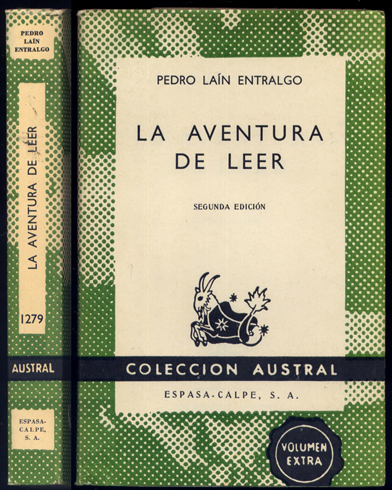 PEDRO
LAÍN
ENTRALGO
LA AVENTURA DE LEER
1279
AUSTRAL
ESPASA-
CALPE,
S. A.
PEDRO LAÍN ENTRALGO
LA AVENTURA
DE LEER
SEGUNDA EDICIÓN
COLECCION AUSTRAL
ESPASA-CALPE, S. A.
VOLUMEN
EXTRA